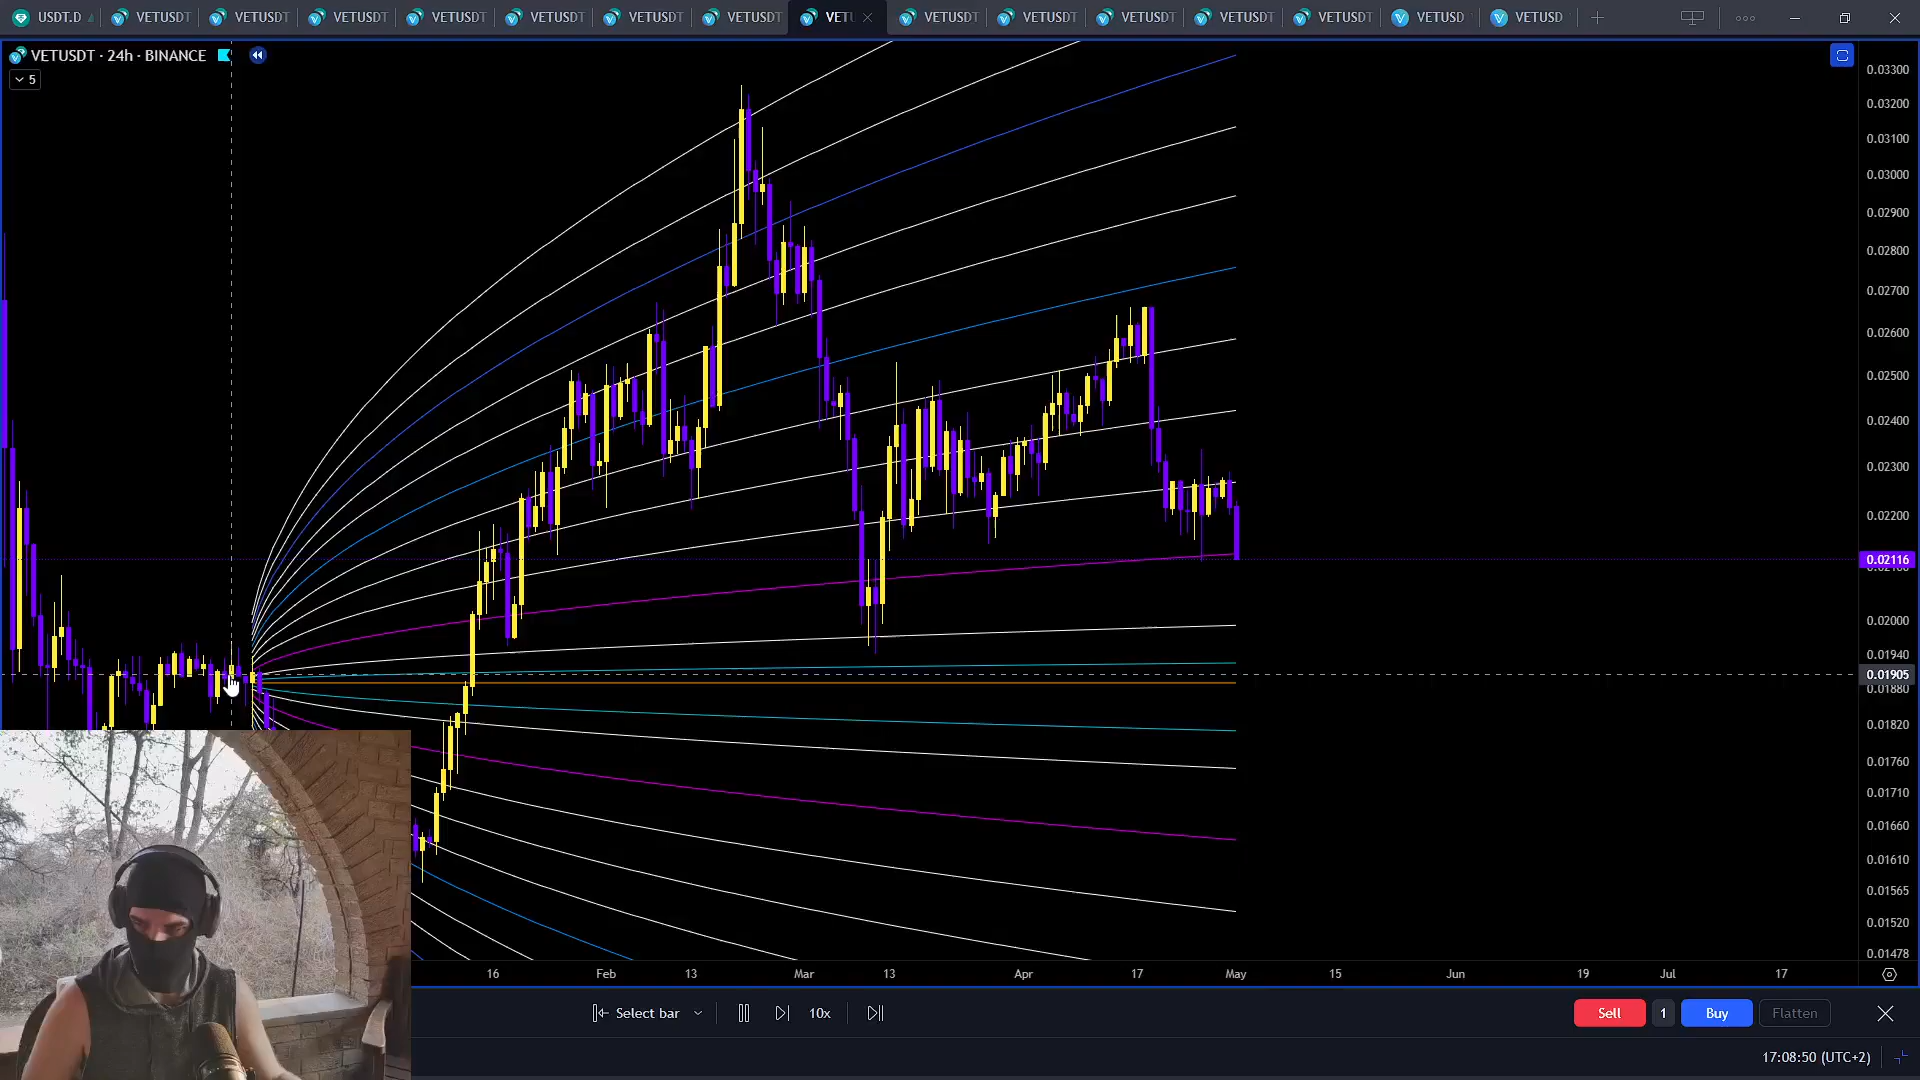 USDT.D
VETUSDT
VETUSDT
VETUSDT
VETUSDT
VETUSDT
VETUSDT
VETUSDT
VETU
VETUSDT
VETUSDT
VETUSDT
VETUSDT
VETUSDT
VETUSD
VETUSD
VETUSDT · 24h · BINANCE
5
0.03300
0.03200
0.03100
0.03000
0.02900
0.02800
0.02700
0.02600
0.02500
0.02400
0.02300
0.02200
0.02116
0.02100
0.02000
0.01940
0.01905
0.01880
0.01820
0.01760
0.01710
0.01660
0.01610
0.01565
0.01520
0.01478
16 Feb 13 Mar 13 Apr 17 May 15 Jun 19 Jul 17
Select bar 10x
Sell 1 Buy Flatten
17:08:50 (UTC+2)